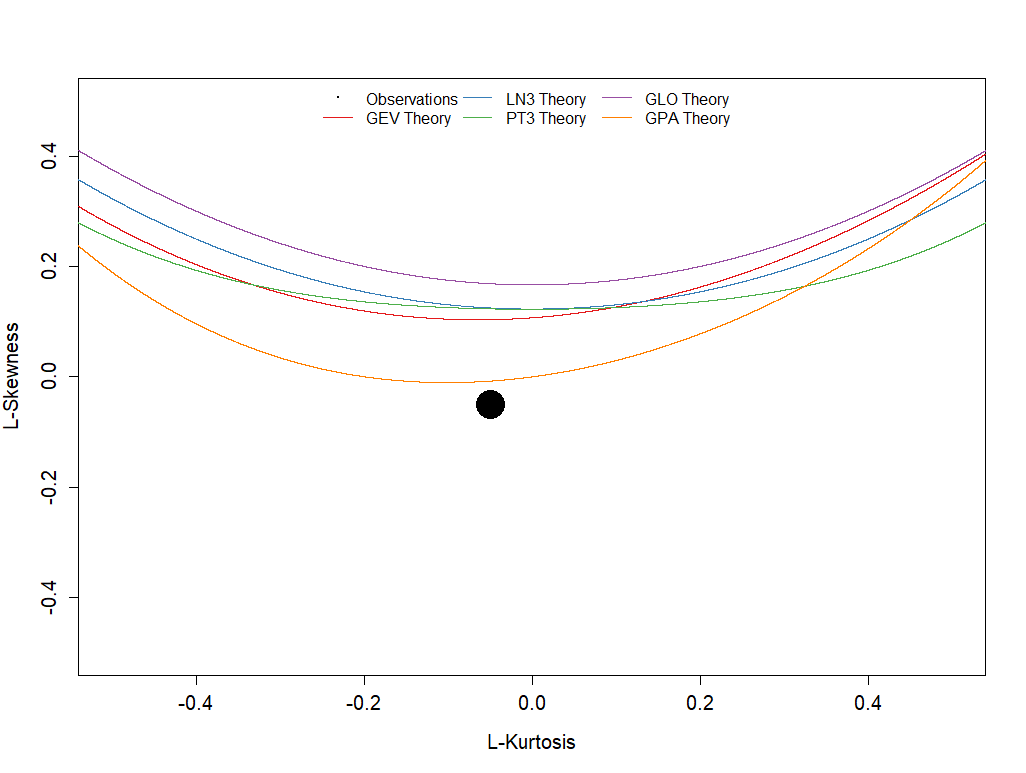 Observations LN3 Theory GLO Theory
GEV Theory PT3 Theory GPA Theory
0.4
0.2
0.0
-0.2
-0.4
L-Skewness
-0.4 -0.2 0.0 0.2 0.4
L-Kurtosis